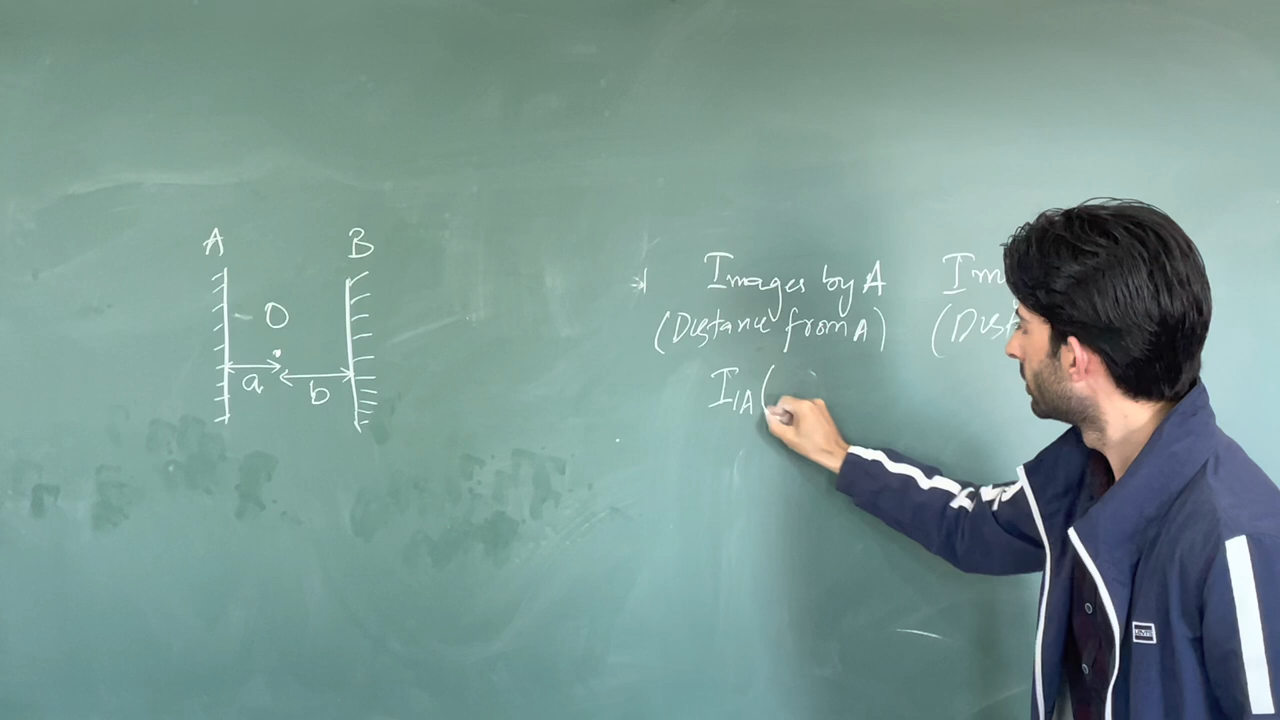 A B
O
a b
Images by A
(Distance from A)
I1A(
Im
(Dist